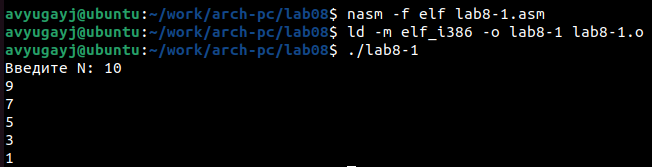 avyugayj@ubuntu:~/work/arch-pc/lab08$ nasm -f elf lab8-1.asm
avyugayj@ubuntu:~/work/arch-pc/lab08$ ld -m elf_i386 -o lab8-1 lab8-1.o
avyugayj@ubuntu:~/work/arch-pc/lab08$ ./lab8-1
Введите N: 10
9
7
5
3
1